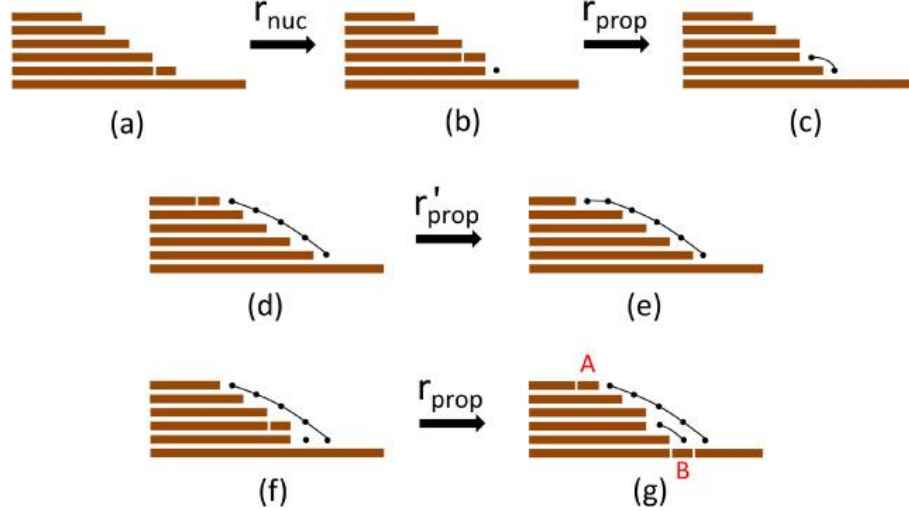 r_nuc r_prop
(a) (b) (c)
r'_prop
(d) (e)
A
r_prop
(f) (g)
B